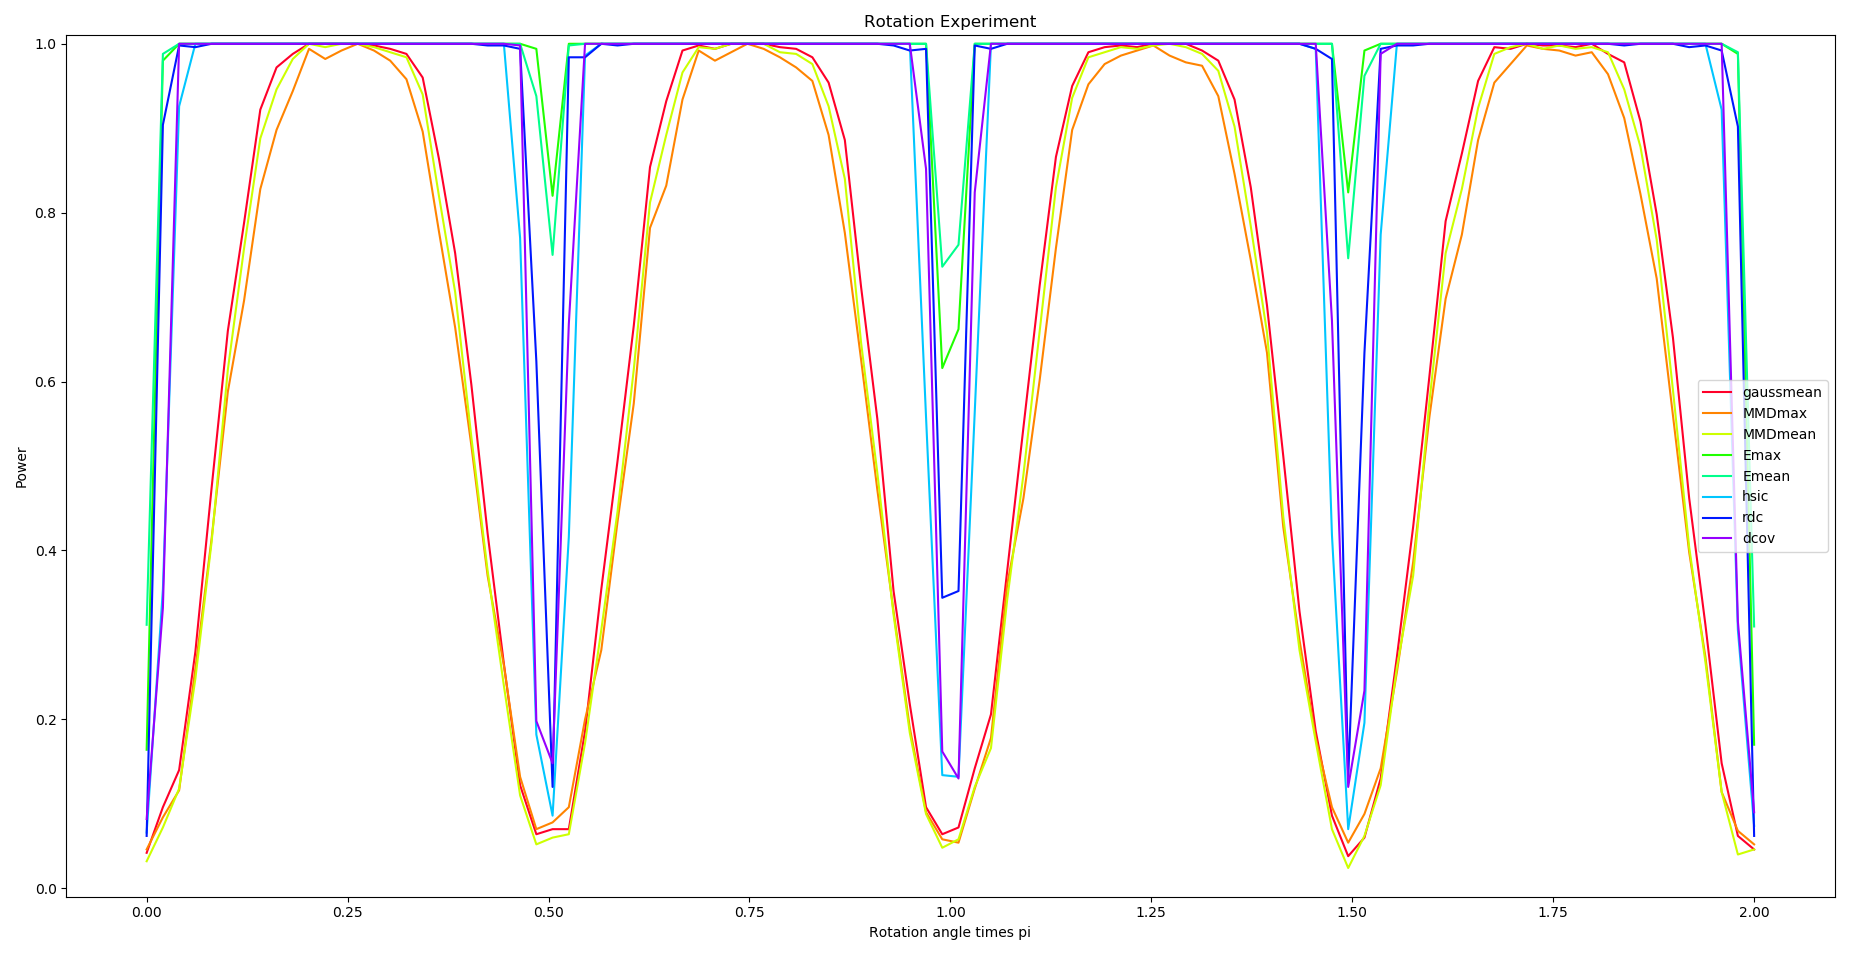 Rotation Experiment
1.0
0.8
0.6
0.4
0.2
0.0
Power
gaussmean
MMDmax
MMDmean
Emax
Emean
hsic
rdc
dcov
0.00 0.25 0.50 0.75 1.00 1.25 1.50 1.75 2.00
Rotation angle times pi